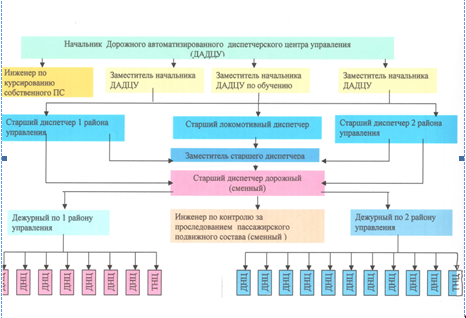 Начальник Дорожного автоматизированного диспетчерского центра управления
(ДАДЦУ)
Инженер по
курсированию
собственного ПС
Заместитель начальника
ДАДЦУ
Заместитель начальника
ДАДЦУ по обучению
Заместитель начальника
ДАДЦУ
Старший диспетчер 1 района
управления
Старший локомотивный диспетчер
Старший диспетчер 2 района
управления
Заместитель старшего диспетчера
Старший диспетчер дорожный
(сменный)
Дежурный по 1 району
управления
Инженер по контролю за
проследованием пассажирского
подвижного состава (сменный )
Дежурный по 2 району
управления
ДНЦ
ДНЦ
ДНЦ
ДНЦ
ДНЦ
ДНЦ
ДНЦ
ТНЦ
ДНЦ
ДНЦ
ДНЦ
ДНЦ
ДНЦ
ДНЦ
ДНЦ
ДНЦ
ДНЦ
ДНЦ
ТНЦ